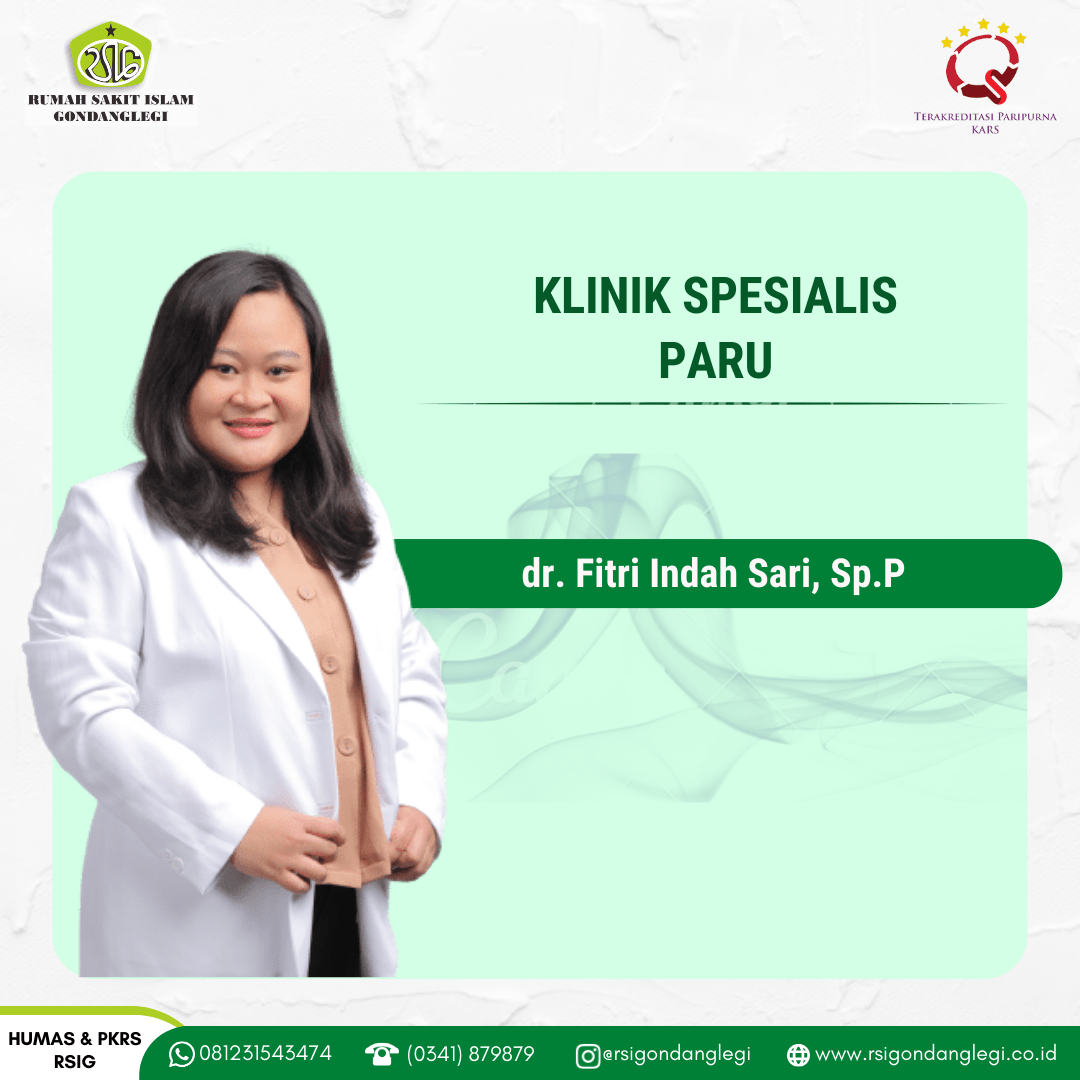 RSIG
RUMAH SAKIT ISLAM
GONDANGLEGI
TERAKREDITASI PARIPURNA
KARS
KLINIK SPESIALIS
PARU
dr. Fitri Indah Sari, Sp.P
HUMAS & PKRS
RSIG
081231543474
(0341) 879879
@rsigondanglegi
www.rsigondanglegi.co.id